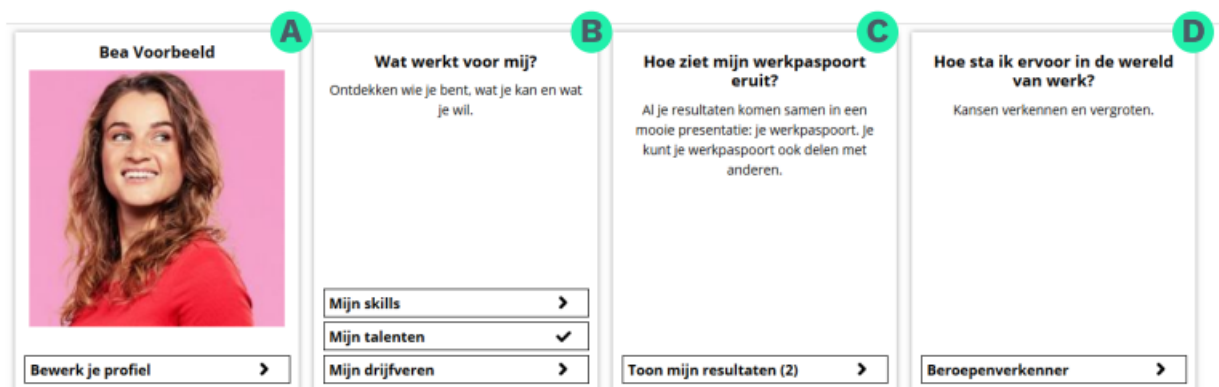 A
Bea Voorbeeld
Bewerk je profiel
B
Wat werkt voor mij?
Ontdekken wie je bent, wat je kan en wat
je wil.
Mijn skills
Mijn talenten
Mijn drijfveren
C
Hoe ziet mijn werkpaspoort
eruit?
Al je resultaten komen samen in een
mooie presentatie: je werkpaspoort. Je
kunt je werkpaspoort ook delen met
anderen.
Toon mijn resultaten (2)
D
Hoe sta ik ervoor in de wereld
van werk?
Kansen verkennen en vergroten.
Beroepenverkenner